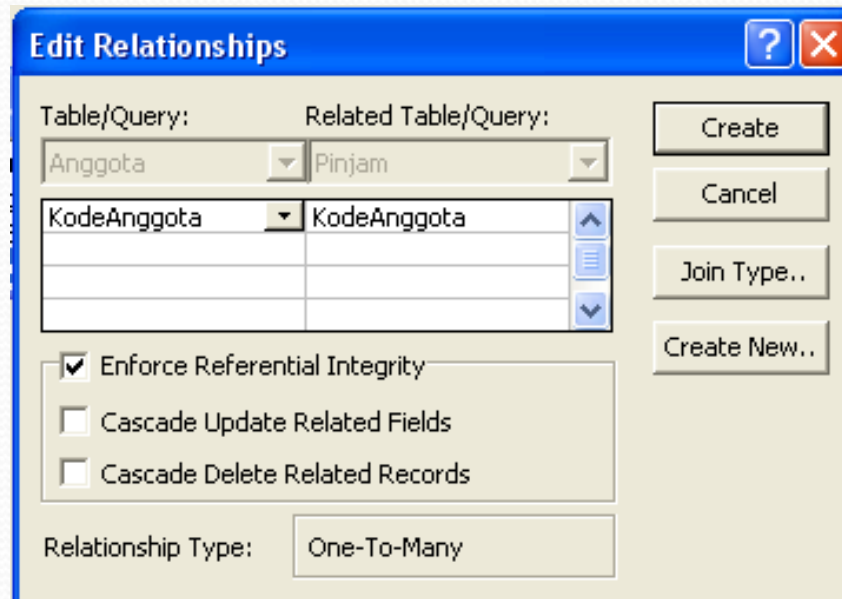 Edit Relationships
?
Table/Query: Related Table/Query:
Anggota Pinjam
KodeAnggota KodeAnggota
Create
Cancel
Join Type..
Create New..
Enforce Referential Integrity
Cascade Update Related Fields
Cascade Delete Related Records
Relationship Type: One-To-Many